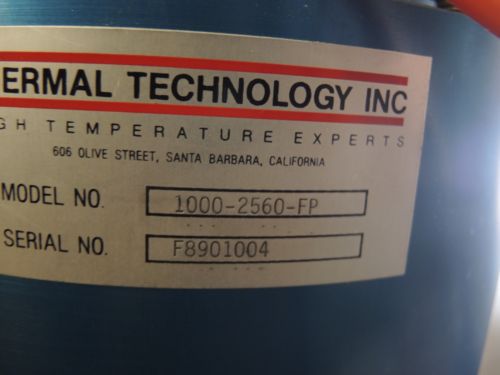 ERMAL TECHNOLOGY INC
GH TEMPERATURE EXPERTS
606 OLIVE STREET, SANTA BARBARA, CALIFORNIA
MODEL NO. 1000-2560-FP
SERIAL NO. F8901004